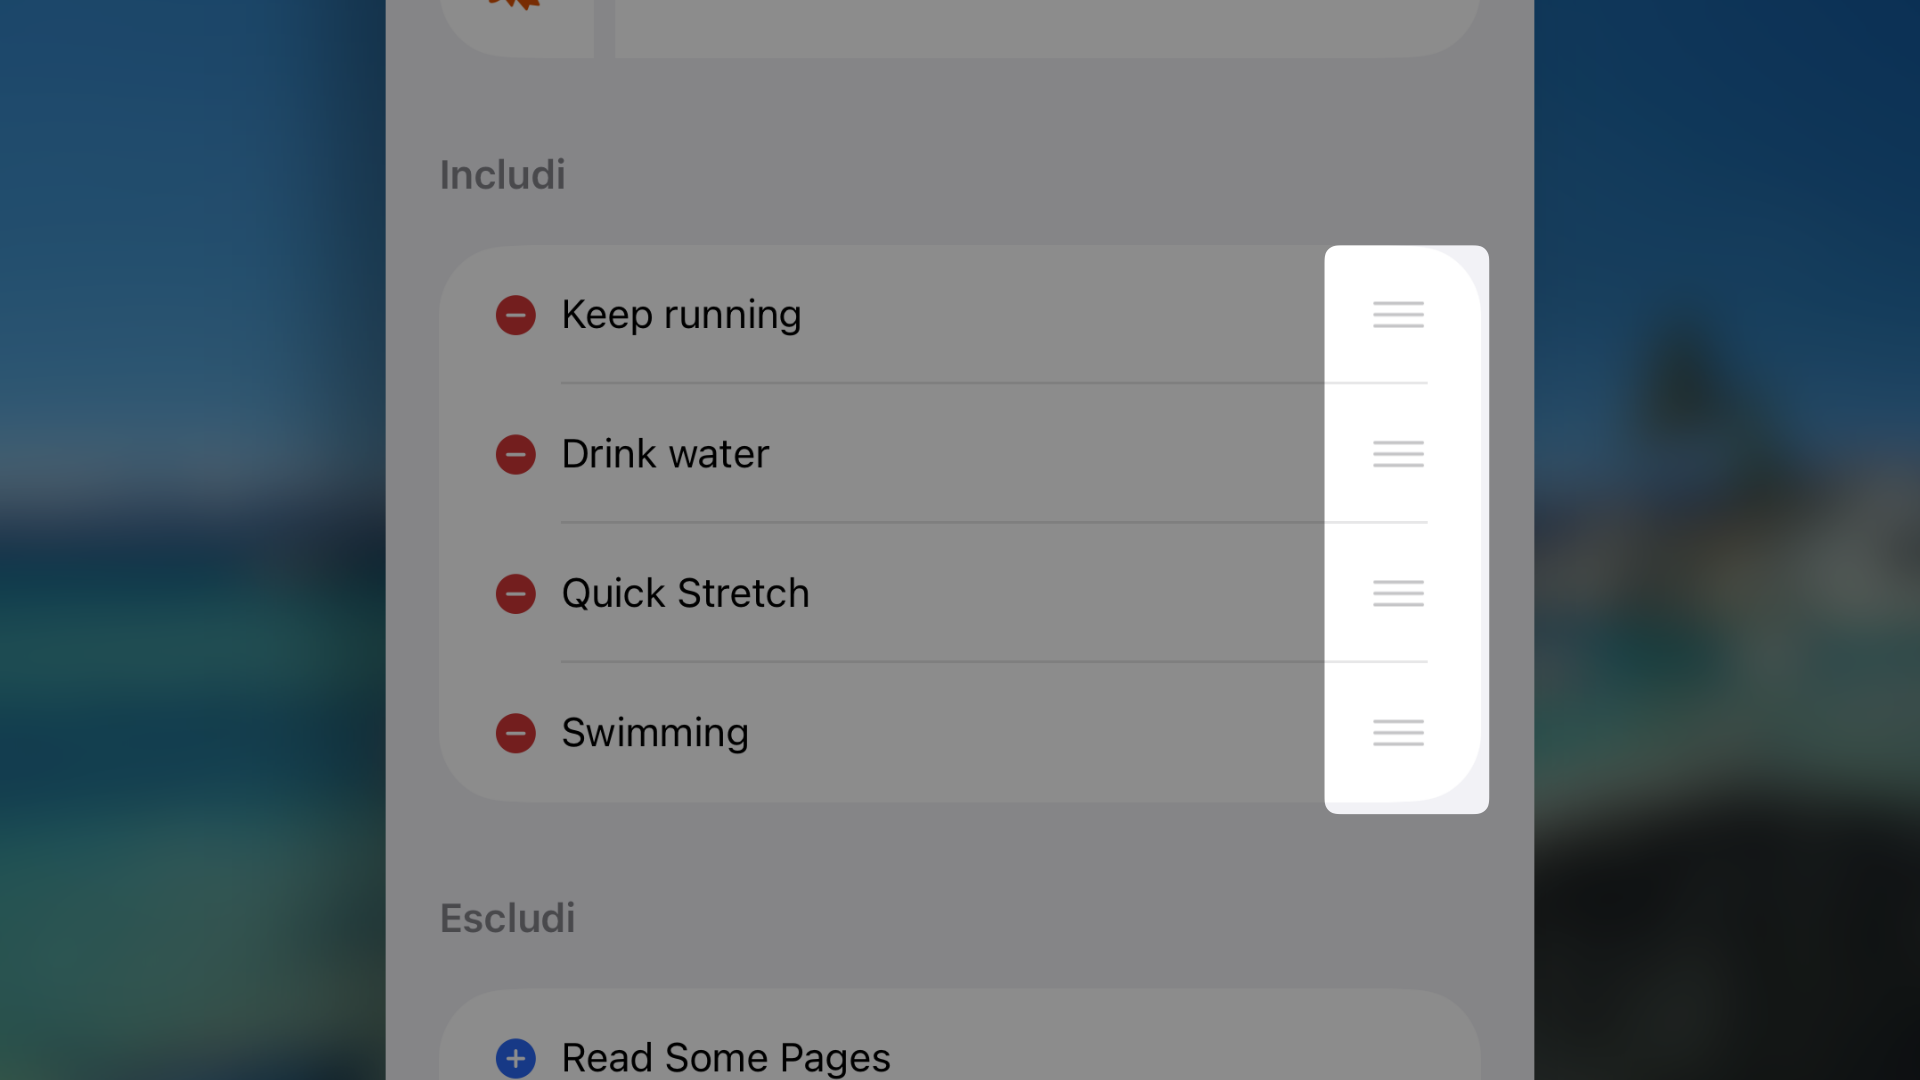 Includi
Keep running
Drink water
Quick Stretch
Swimming
Escludi
Read Some Pages